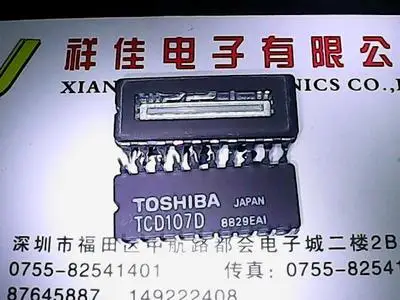 祥佳电子有限公
XIAN NICS CO.,
TOSHIBA JAPAN
TCD107D 8829EAI
深圳市福田区中航路都会电子城二楼2B
0755-82541401 传真:0755-8254
87645887 149222408